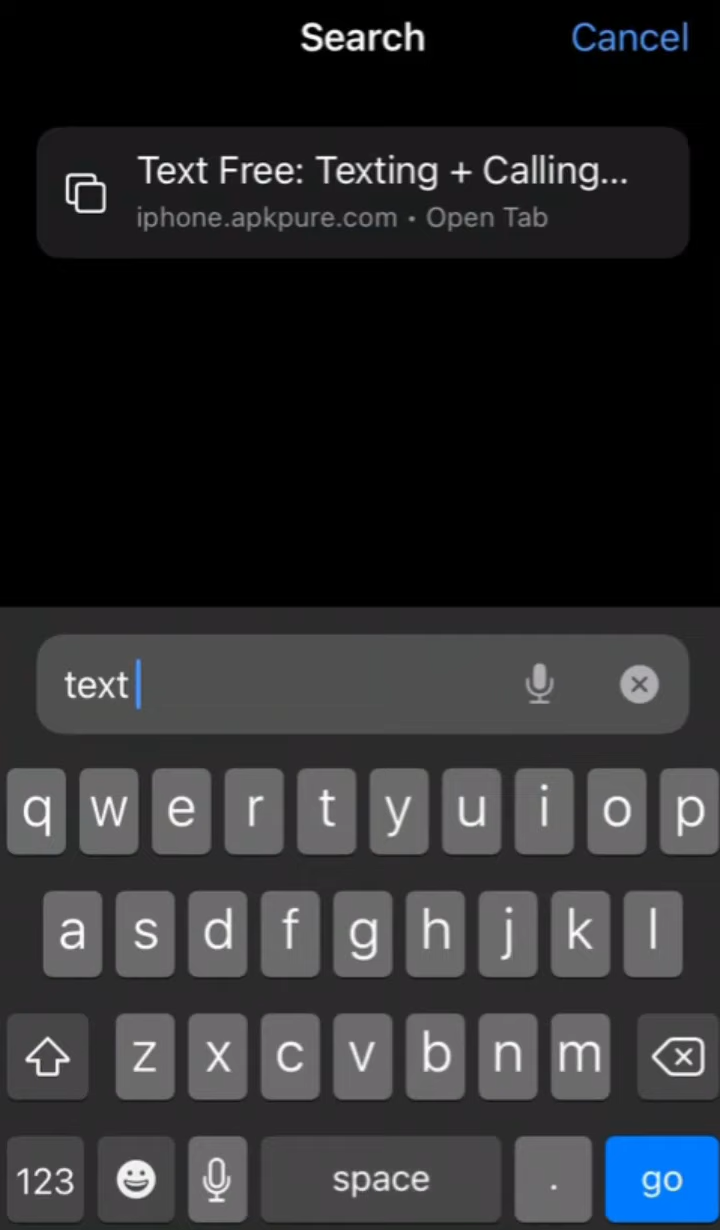 Search Cancel
Text Free: Texting + Calling...
iphone.apkpure.com • Open Tab
text
q w e r t y u i o p
a s d f g h j k l
z x c v b n m
123 space . go